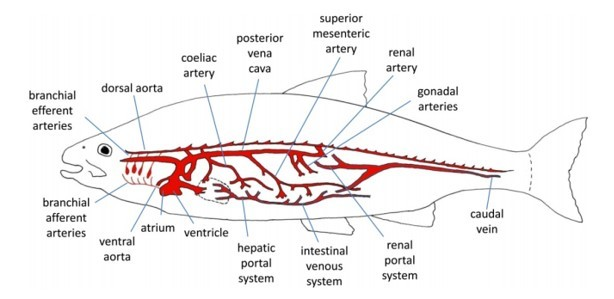 superior
mesenteric
artery
posterior
vena
cava
renal
artery
coeliac
artery
dorsal aorta
gonadal
arteries
branchial
efferent
arteries
branchial
afferent
arteries
ventral
aorta
atrium
ventricle
hepatic
portal
system
intestinal
venous
system
renal
portal
system
caudal
vein